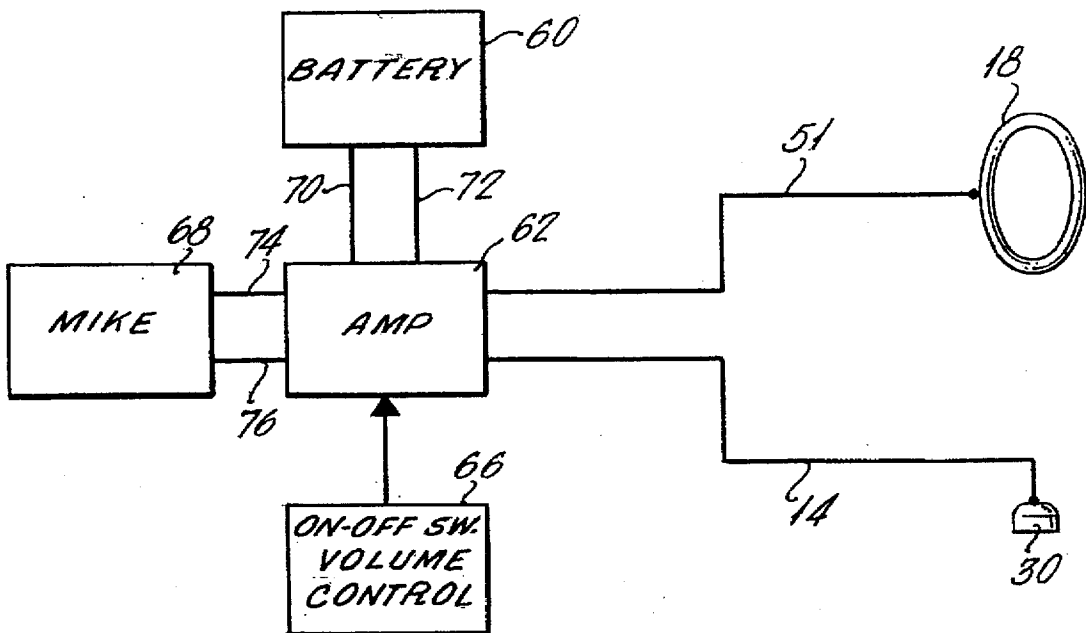 BATTERY
60
18
51
70
72
68
74
62
MIKE
AMP
76
66
14
ON-OFF SW.
VOLUME
CONTROL
30